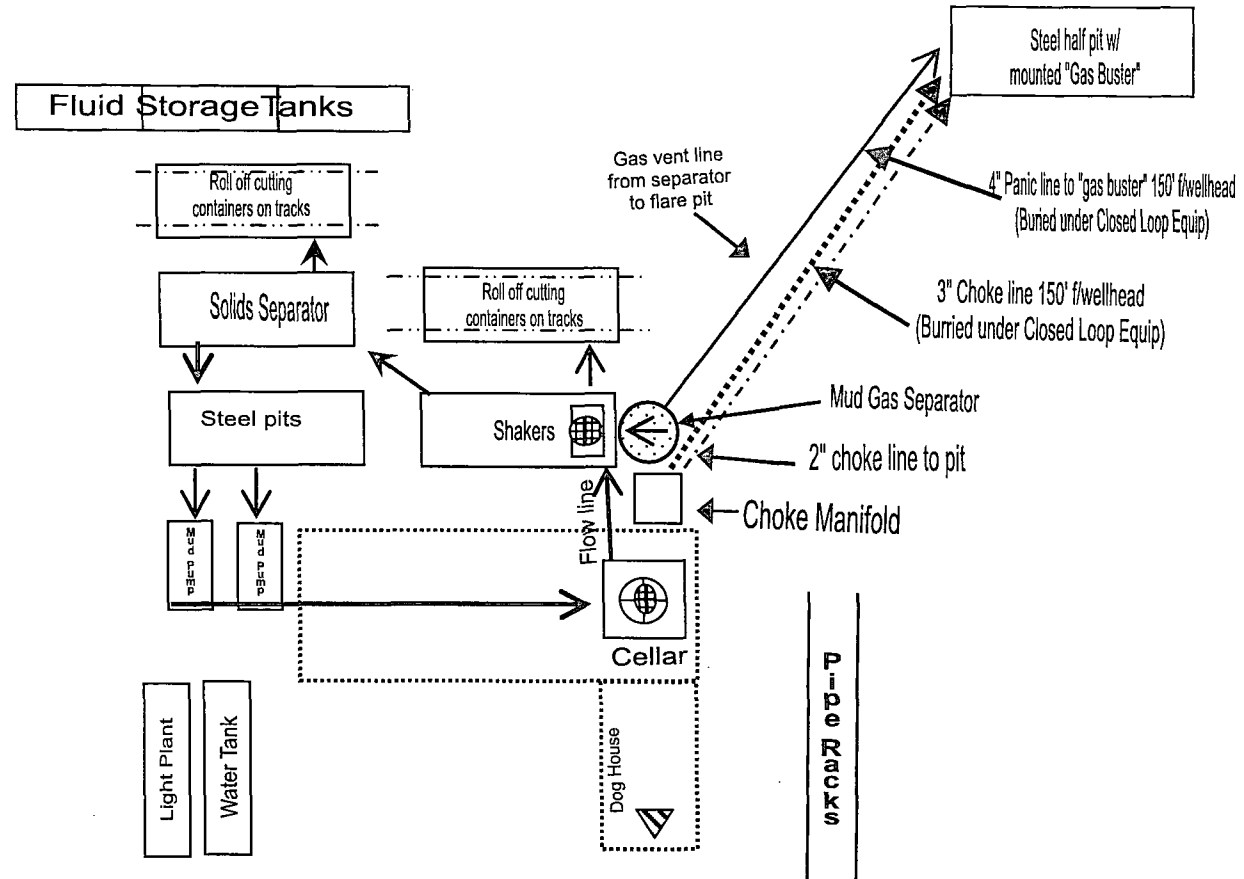 Steel half pit w/
mounted "Gas Buster"
Fluid StorageTanks
Roll off cutting
containers on tracks
Gas vent line
from separator
to flare pit
4" Panic line to "gas buster" 150' f/wellhead
(Buried under Closed Loop Equip)
Solids Separator
Roll off cutting
containers on tracks
3" Choke line 150' f/wellhead
(Burried under Closed Loop Equip)
Steel pits
Shakers
Mud Gas Separator
2" choke line to pit
Choke Manifold
Flow line
Mud pump
Mud pump
Cellar
Light Plant
Water Tank
Dog House
Pipe Racks